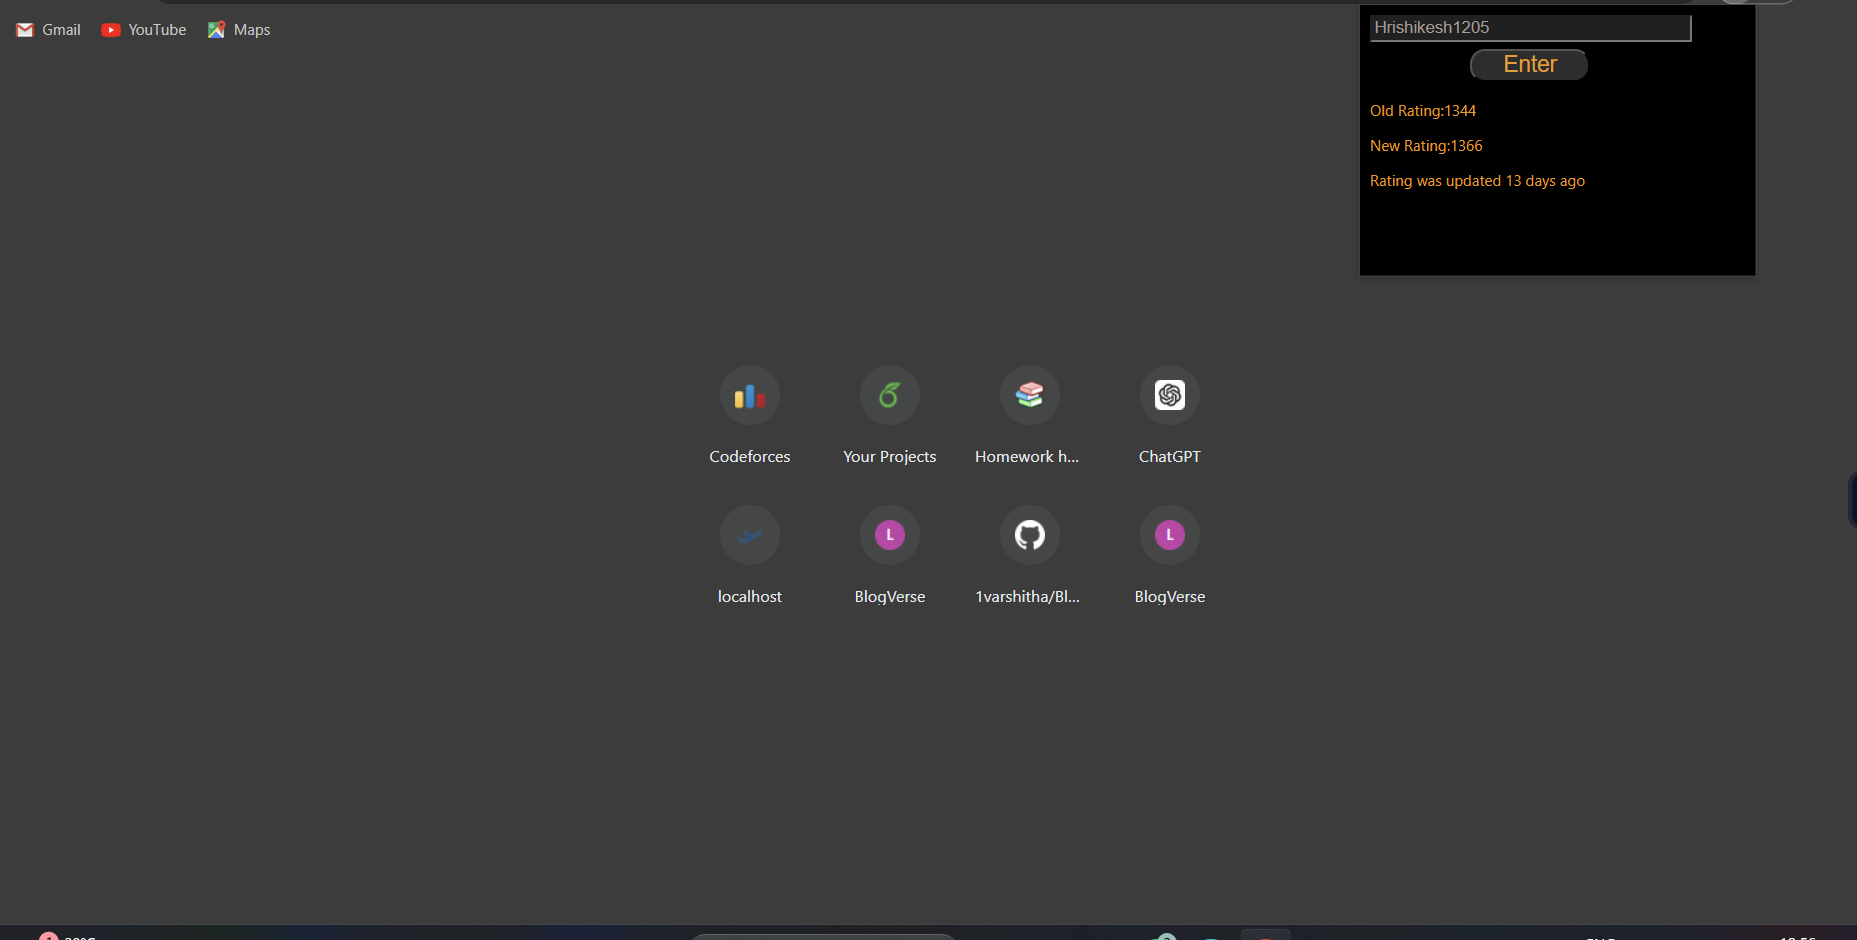 Gmail YouTube Maps
Hrishikesh1205
Enter
Old Rating:1344
New Rating:1366
Rating was updated 13 days ago
Codeforces Your Projects Homework h... ChatGPT
L L
localhost BlogVerse 1varshitha/Bl... BlogVerse